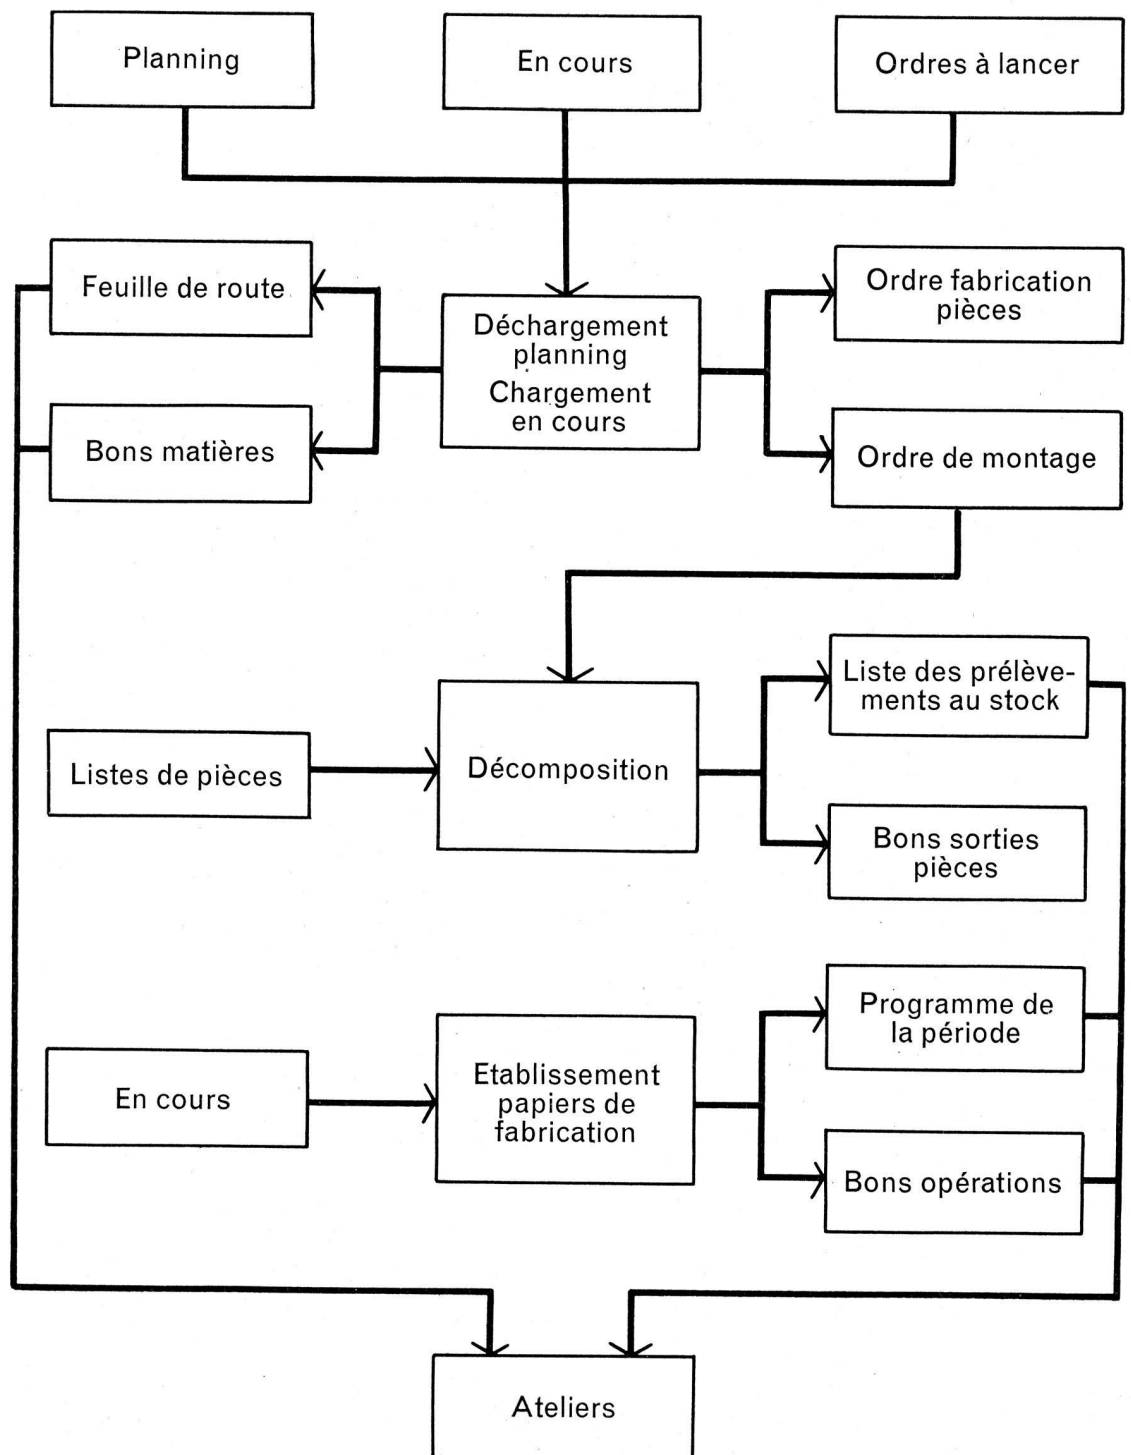 Planning
En cours
Ordres à lancer
Feuille de route
Ordre fabrication
pièces
Déchargement
planning
Chargement
en cours
Bons matières
Ordre de montage
Liste des prélève-
ments au stock
Listes de pièces
Décomposition
Bons sorties
pièces
Programme de
la période
En cours
Etablissement
papiers de
fabrication
Bons opérations
Ateliers